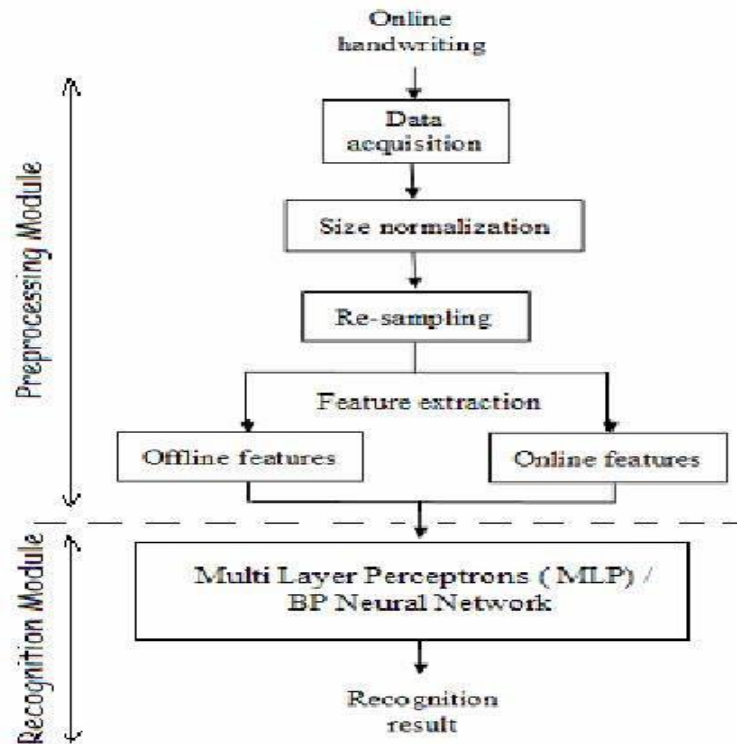 Online
handwriting
Data
acquisition
Size normalization
Re-sampling
Feature extraction
Offline features
Online features
Multi Layer Perceptrons ( MLP) /
BP Neural Network
Recognition
result
Preprocessing Module
Recognition Module